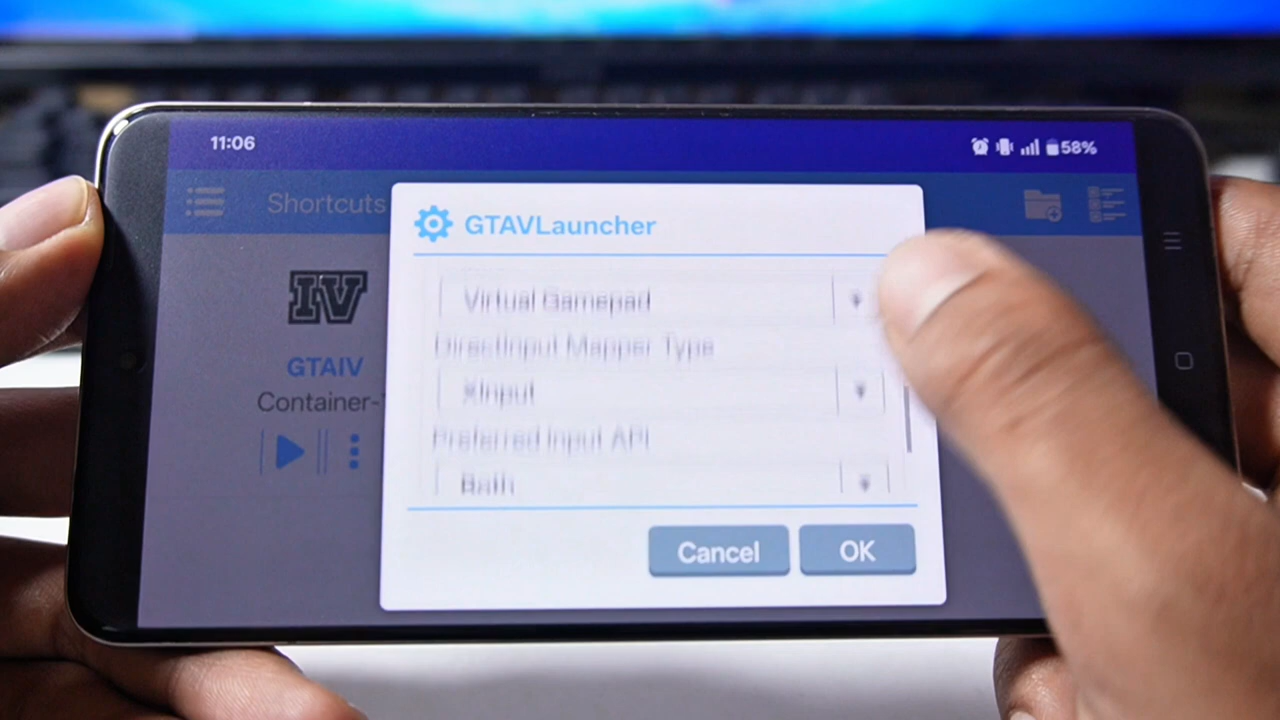 11:06
58%
Shortcuts
GTAVLauncher
IV
Virtual Gamepad
DirectInput Mapper Type
GTAIV
XInput
Container-
Preferred Input API
Both
Cancel
OK